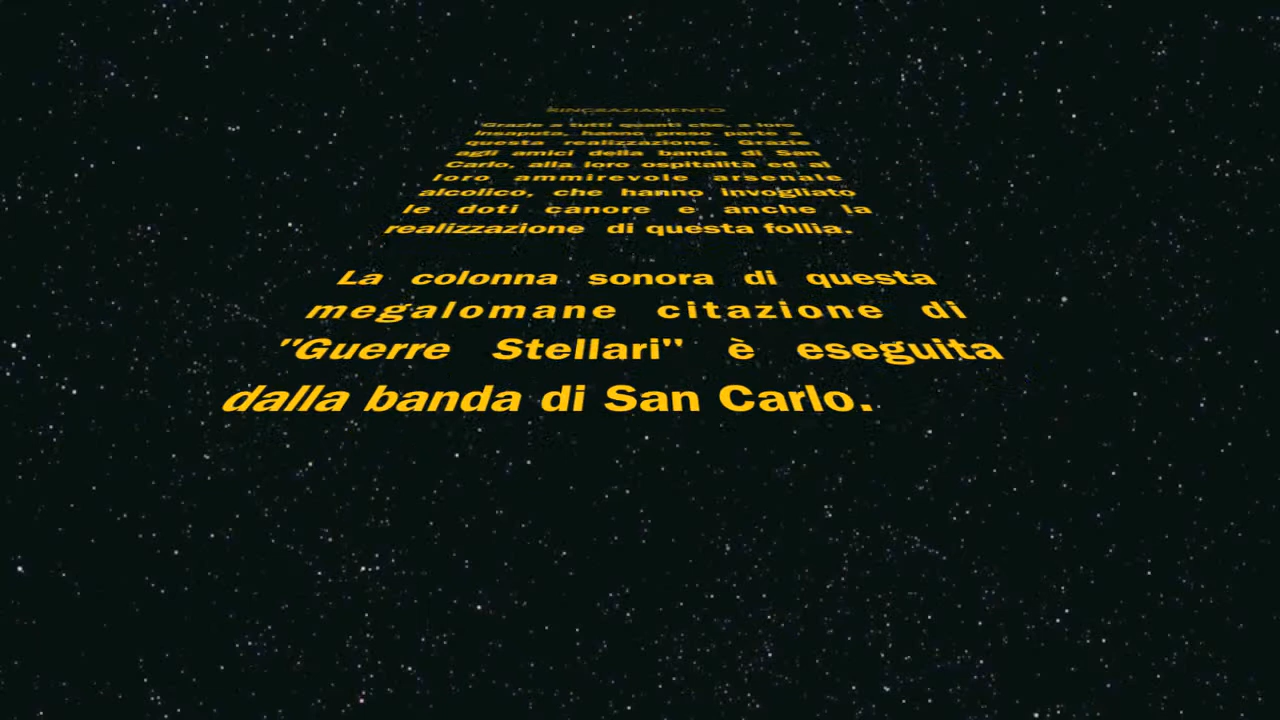 RINGRAZIAMENTO
Grazie a tutti quanti che, a loro
insaputa, hanno preso parte a
questa realizzazione. Grazie
agli amici della banda di San
Carlo, alla loro ospitalità ed al
loro ammirevole arsenale
alcolico, che hanno invogliato
le doti canore e anche la
realizzazione di questa follia.
La colonna sonora di questa
megalomane citazione di
"Guerre Stellari" è eseguita
dalla banda di San Carlo.